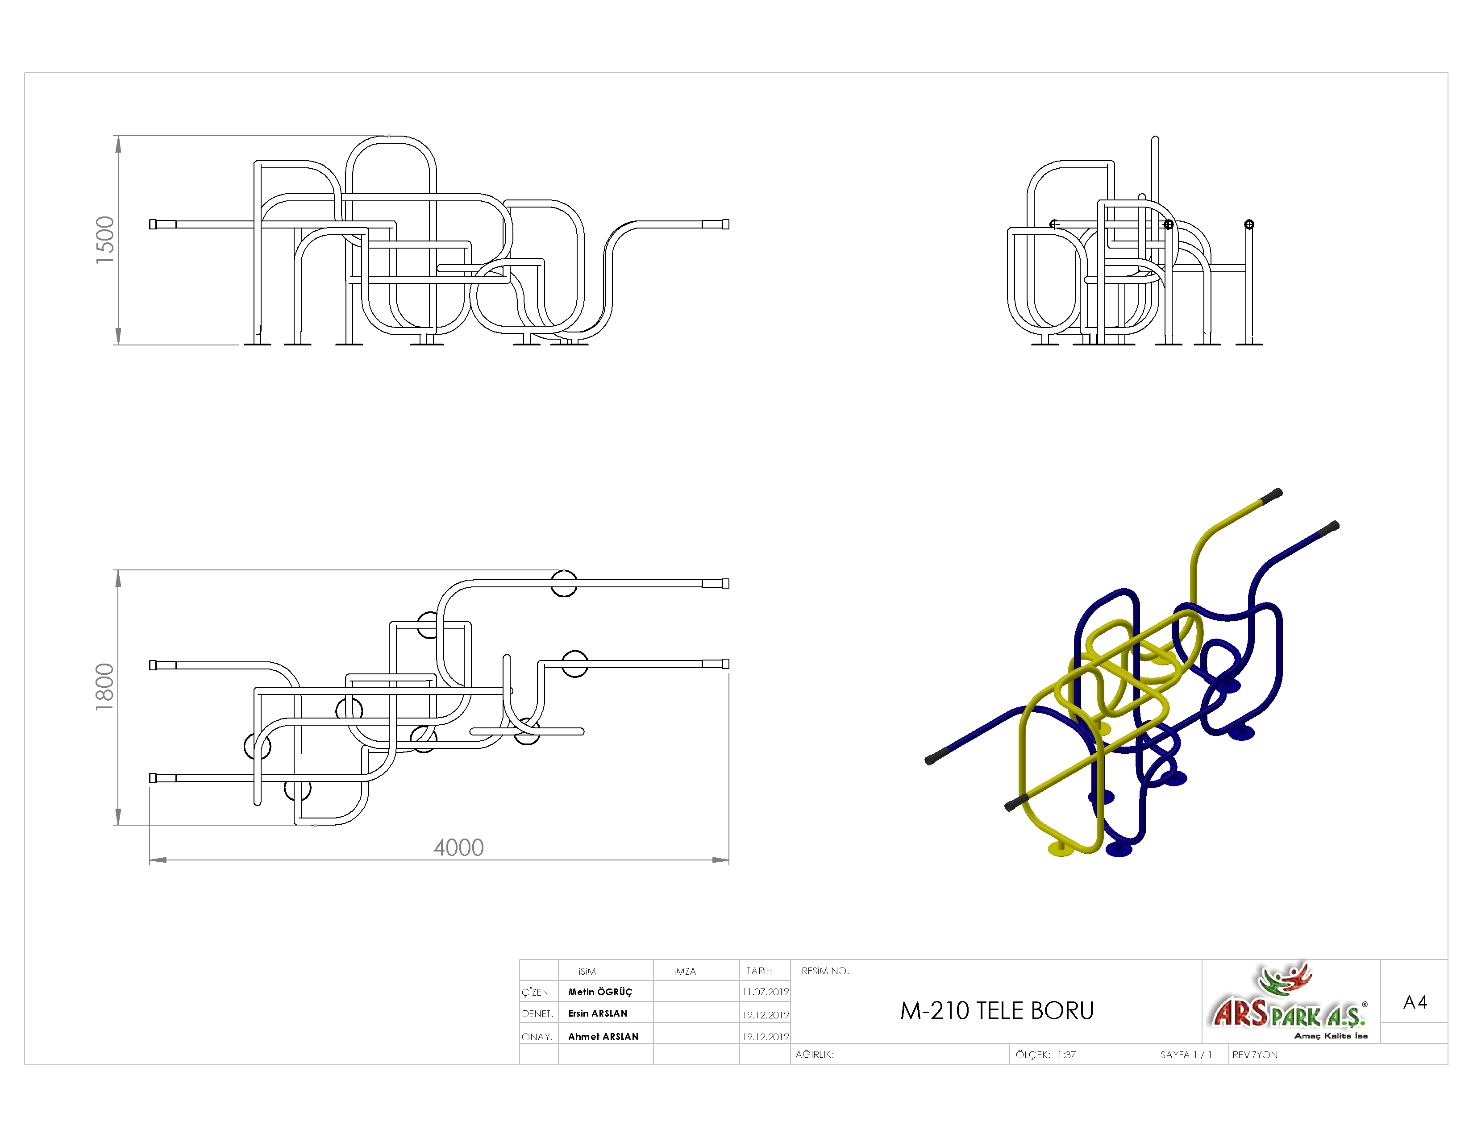 1500
1800
4000
İSİM
İMZA
TARİH
RESİM NO.
ÇİZEN.
Metin ÖGRÜÇ
11.07.2019
DENET.
Ersin ARSLAN
19.12.2019
ONAY.
Ahmet ARSLAN
19.12.2019
M-210 TELE BORU
ARSPARK A.Ş.
®
Amaç Kalite İse
A4
AĞIRLIK:
ÖLÇEK: 1:37
SAYFA 1 / 1
REVİZYON